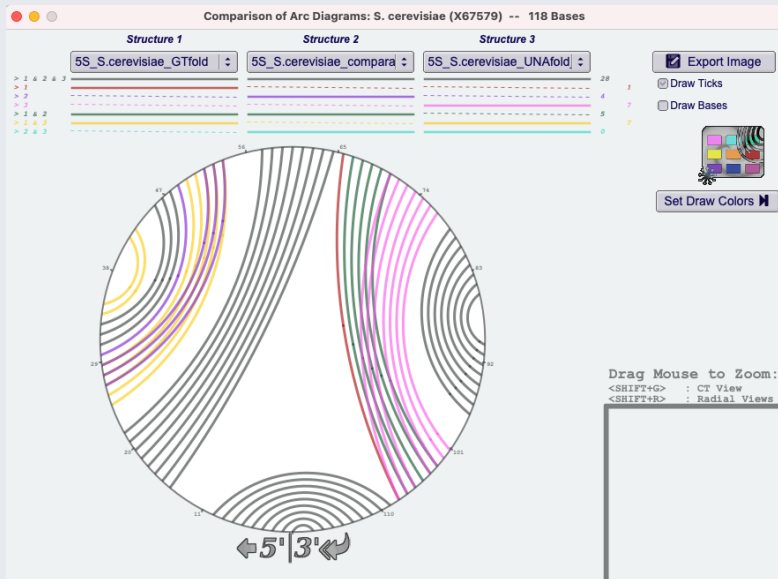 Comparison of Arc Diagrams: S. cerevisiae (X67579) -- 118 Bases
Structure 1
Structure 2
Structure 3
5S_S.cerevisiae_GTfold
5S_S.cerevisiae_compara
5S_S.cerevisiae_UNAfold
Export Image
Draw Ticks
Draw Bases
Set Draw Colors
> 1 & 2 & 3
28
> 1
1
> 2
4
> 3
7
> 1 & 2
5
> 1 & 3
7
> 2 & 3
0
56
65
47
74
38
83
29
92
20
101
11
110
5'|3'
Drag Mouse to Zoom:
<SHIFT+G> : CT View
<SHIFT+R> : Radial Views